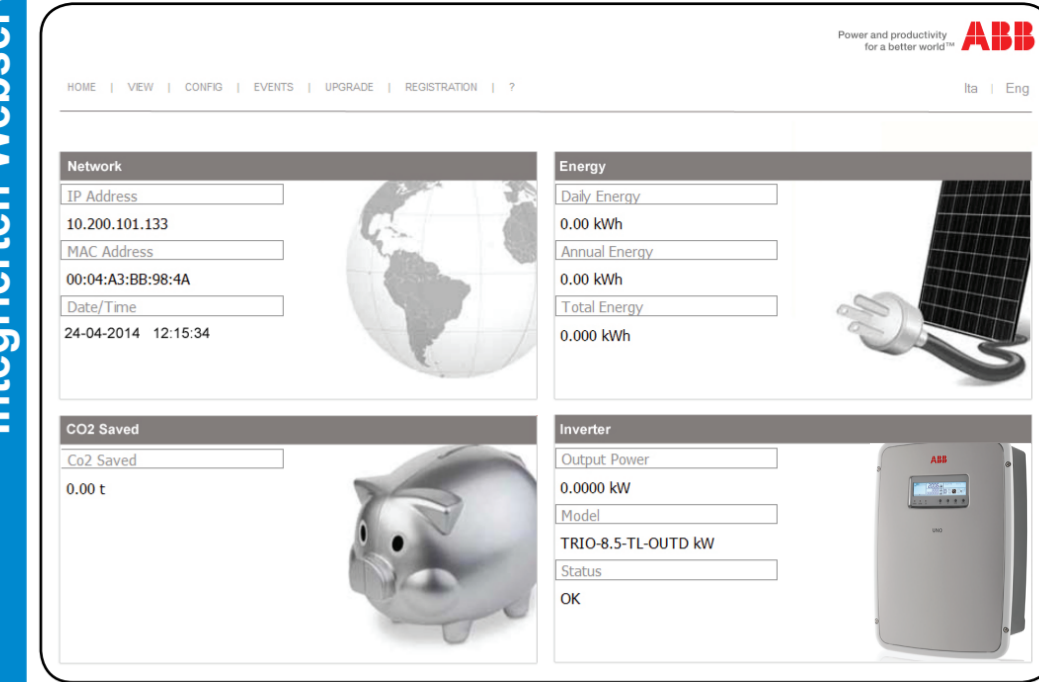 Integrierten
Power and productivity
for a better world™
ABB
HOME | VIEW | CONFIG | EVENTS | UPGRADE | REGISTRATION | ?
Ita | Eng
Network
IP Address
10.200.101.133
MAC Address
00:04:A3:BB:98:4A
Date/Time
24-04-2014 12:15:34
Energy
Daily Energy
0.00 kWh
Annual Energy
0.00 kWh
Total Energy
0.000 kWh
CO2 Saved
Co2 Saved
0.00 t
Inverter
Output Power
0.0000 kW
Model
TRIO-8.5-TL-OUTD kW
Status
OK
ABB
UNO